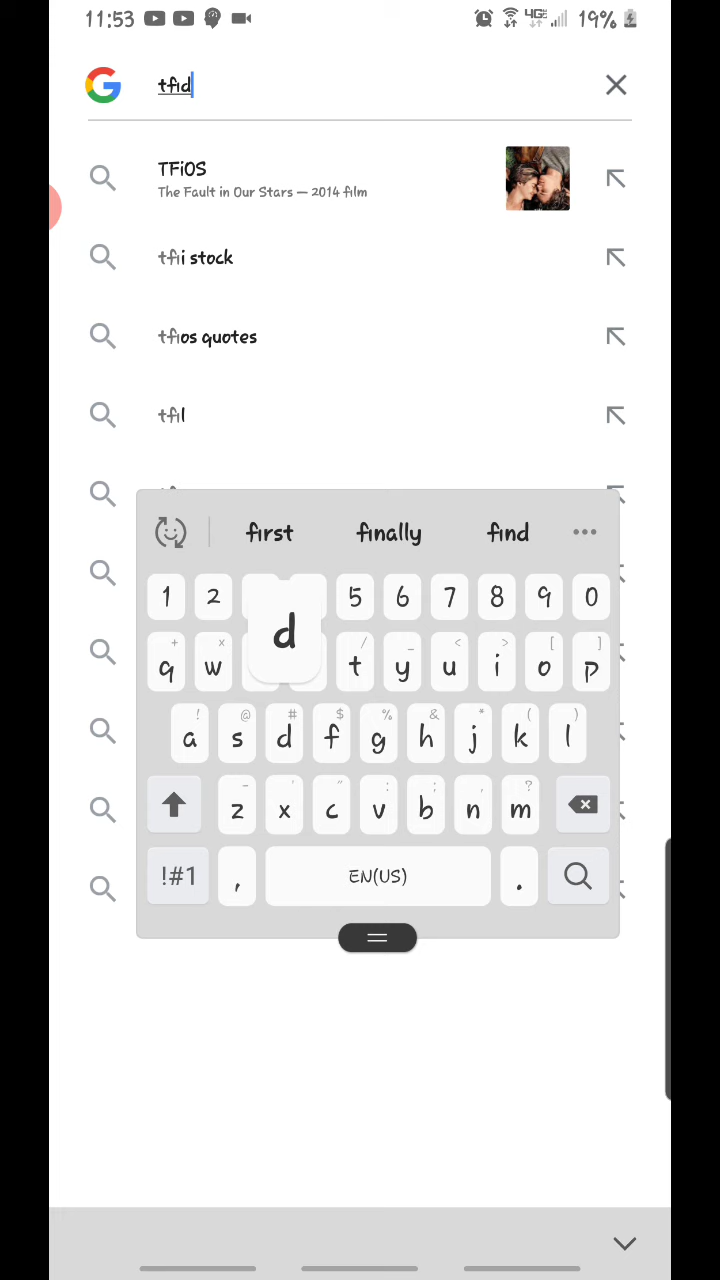 11:53 4GE 19%
tfid
TFiOS
The Fault in Our Stars — 2014 film
tfii stock
tfios quotes
tfil
first finally find
1 2 5 6 7 8 9 0
d
+ × / _ < > [ ]
q w t y u i o p
! @ # $ % & * ( )
a s d f g h j k l
- ' " : ; , ?
z x c v b n m
!#1 , EN(US) .